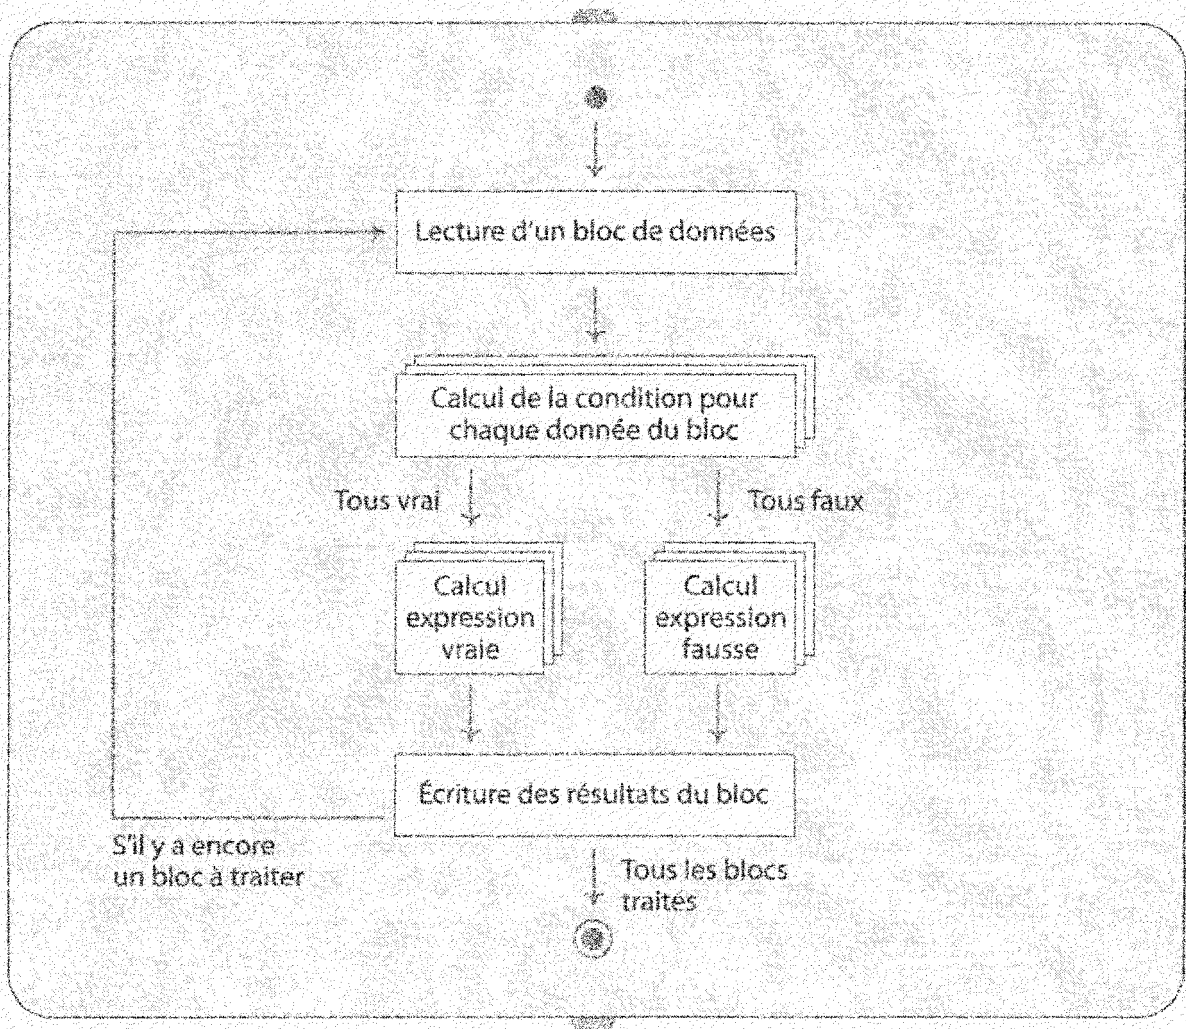 Lecture d'un bloc de données
Calcul de la condition pour
chaque donnée du bloc
Tous vrai
Tous faux
Calcul
expression
vraie
Calcul
expression
fausse
Écriture des résultats du bloc
S'il y a encore
un bloc à traiter
Tous les blocs
traités